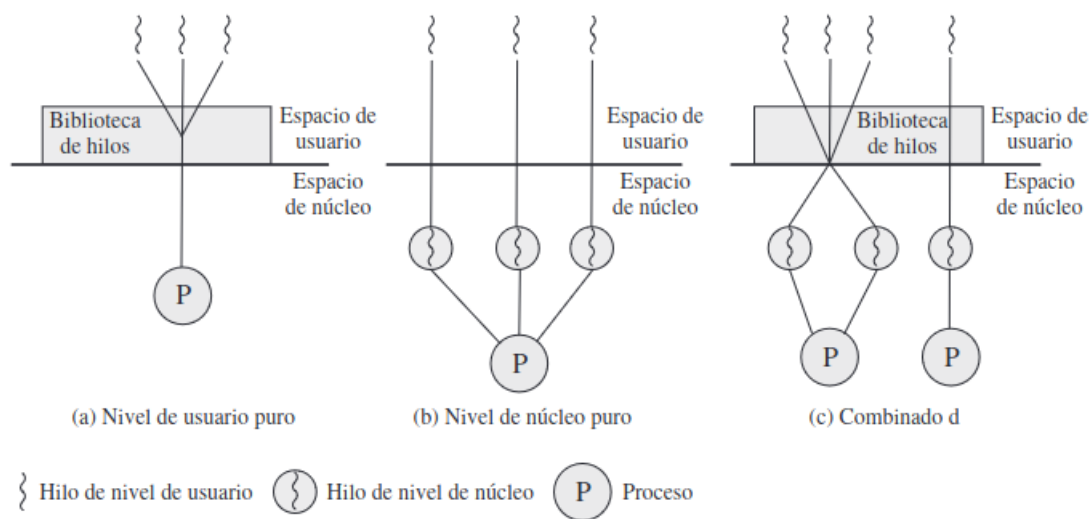 Biblioteca
de hilos
Espacio de
usuario
Espacio
de núcleo
P
(a) Nivel de usuario puro
Espacio de
usuario
Espacio
de núcleo
P
(b) Nivel de núcleo puro
Biblioteca
de hilos
Espacio de
usuario
Espacio
de núcleo
P
P
(c) Combinado d
Hilo de nivel de usuario
Hilo de nivel de núcleo
P
Proceso